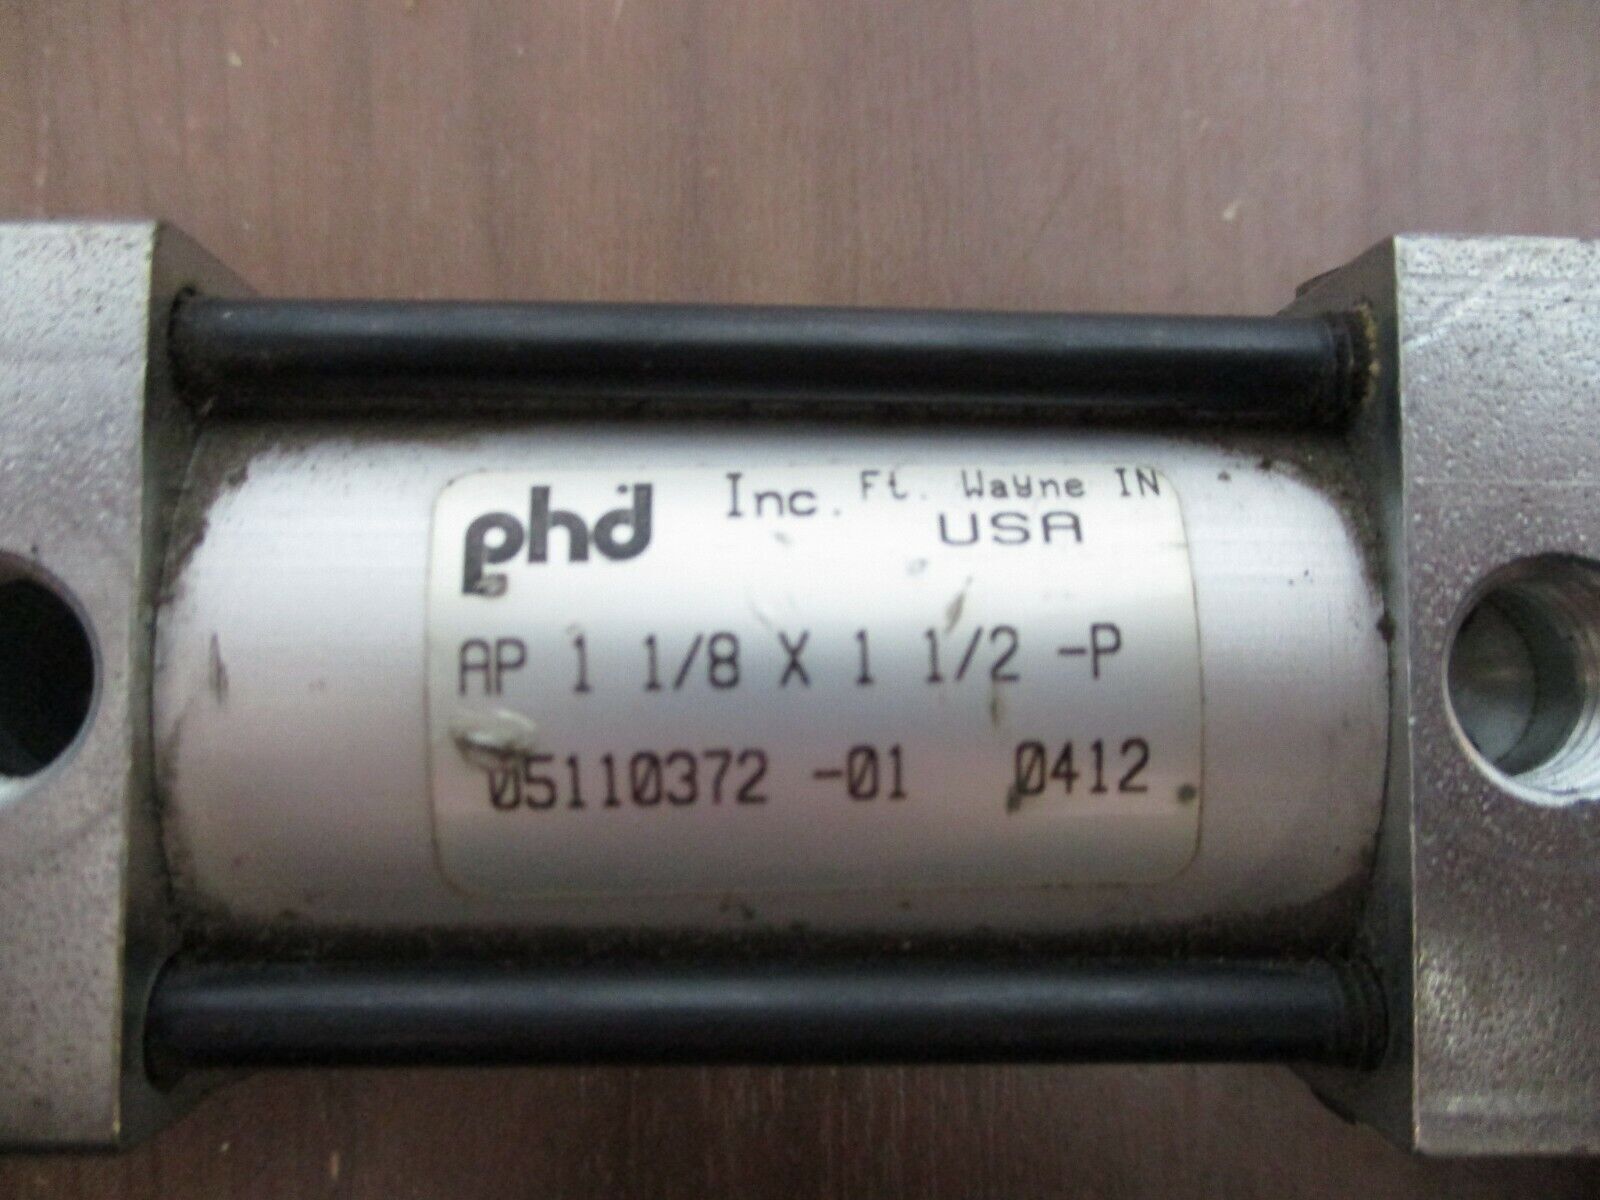 phd Inc. Ft. Wayne IN
USA
AP 1 1/8 X 1 1/2 -P
05110372 -01 0412